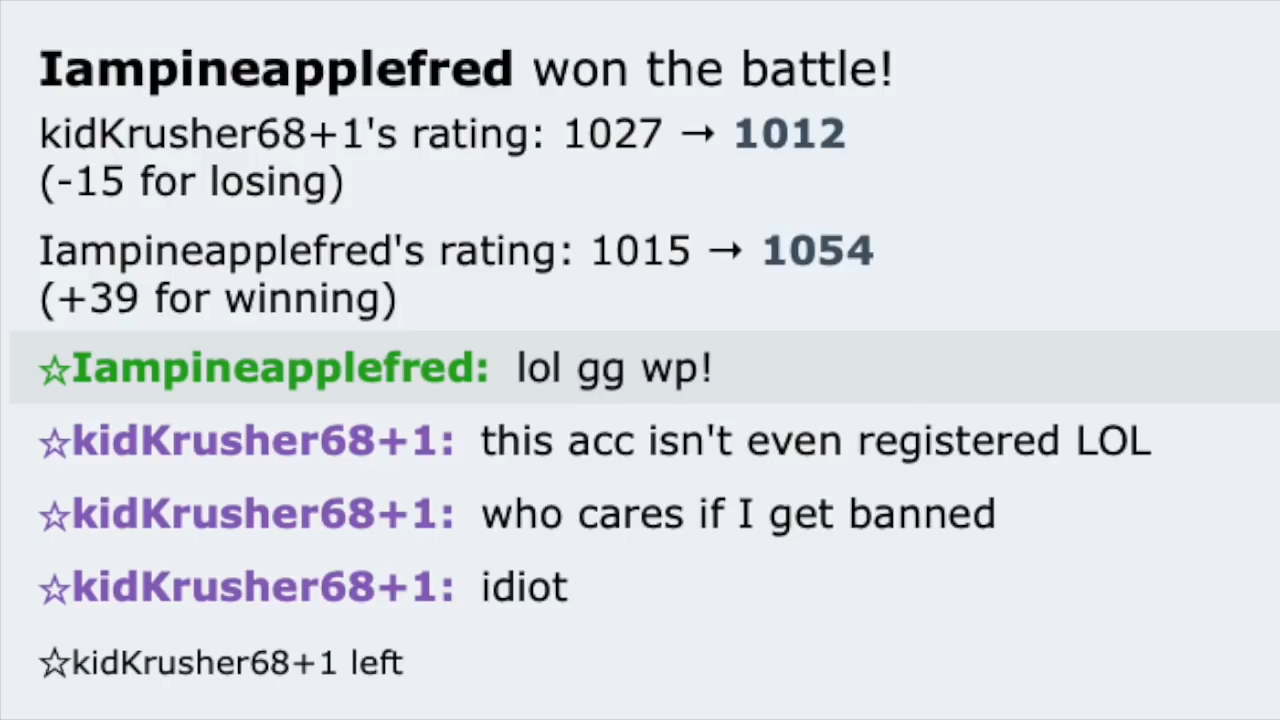 Iampineapplefred won the battle!
kidKrusher68+1's rating: 1027 → 1012
(-15 for losing)
Iampineapplefred's rating: 1015 → 1054
(+39 for winning)
☆Iampineapplefred: lol gg wp!
☆kidKrusher68+1: this acc isn't even registered LOL
☆kidKrusher68+1: who cares if I get banned
☆kidKrusher68+1: idiot
☆kidKrusher68+1 left